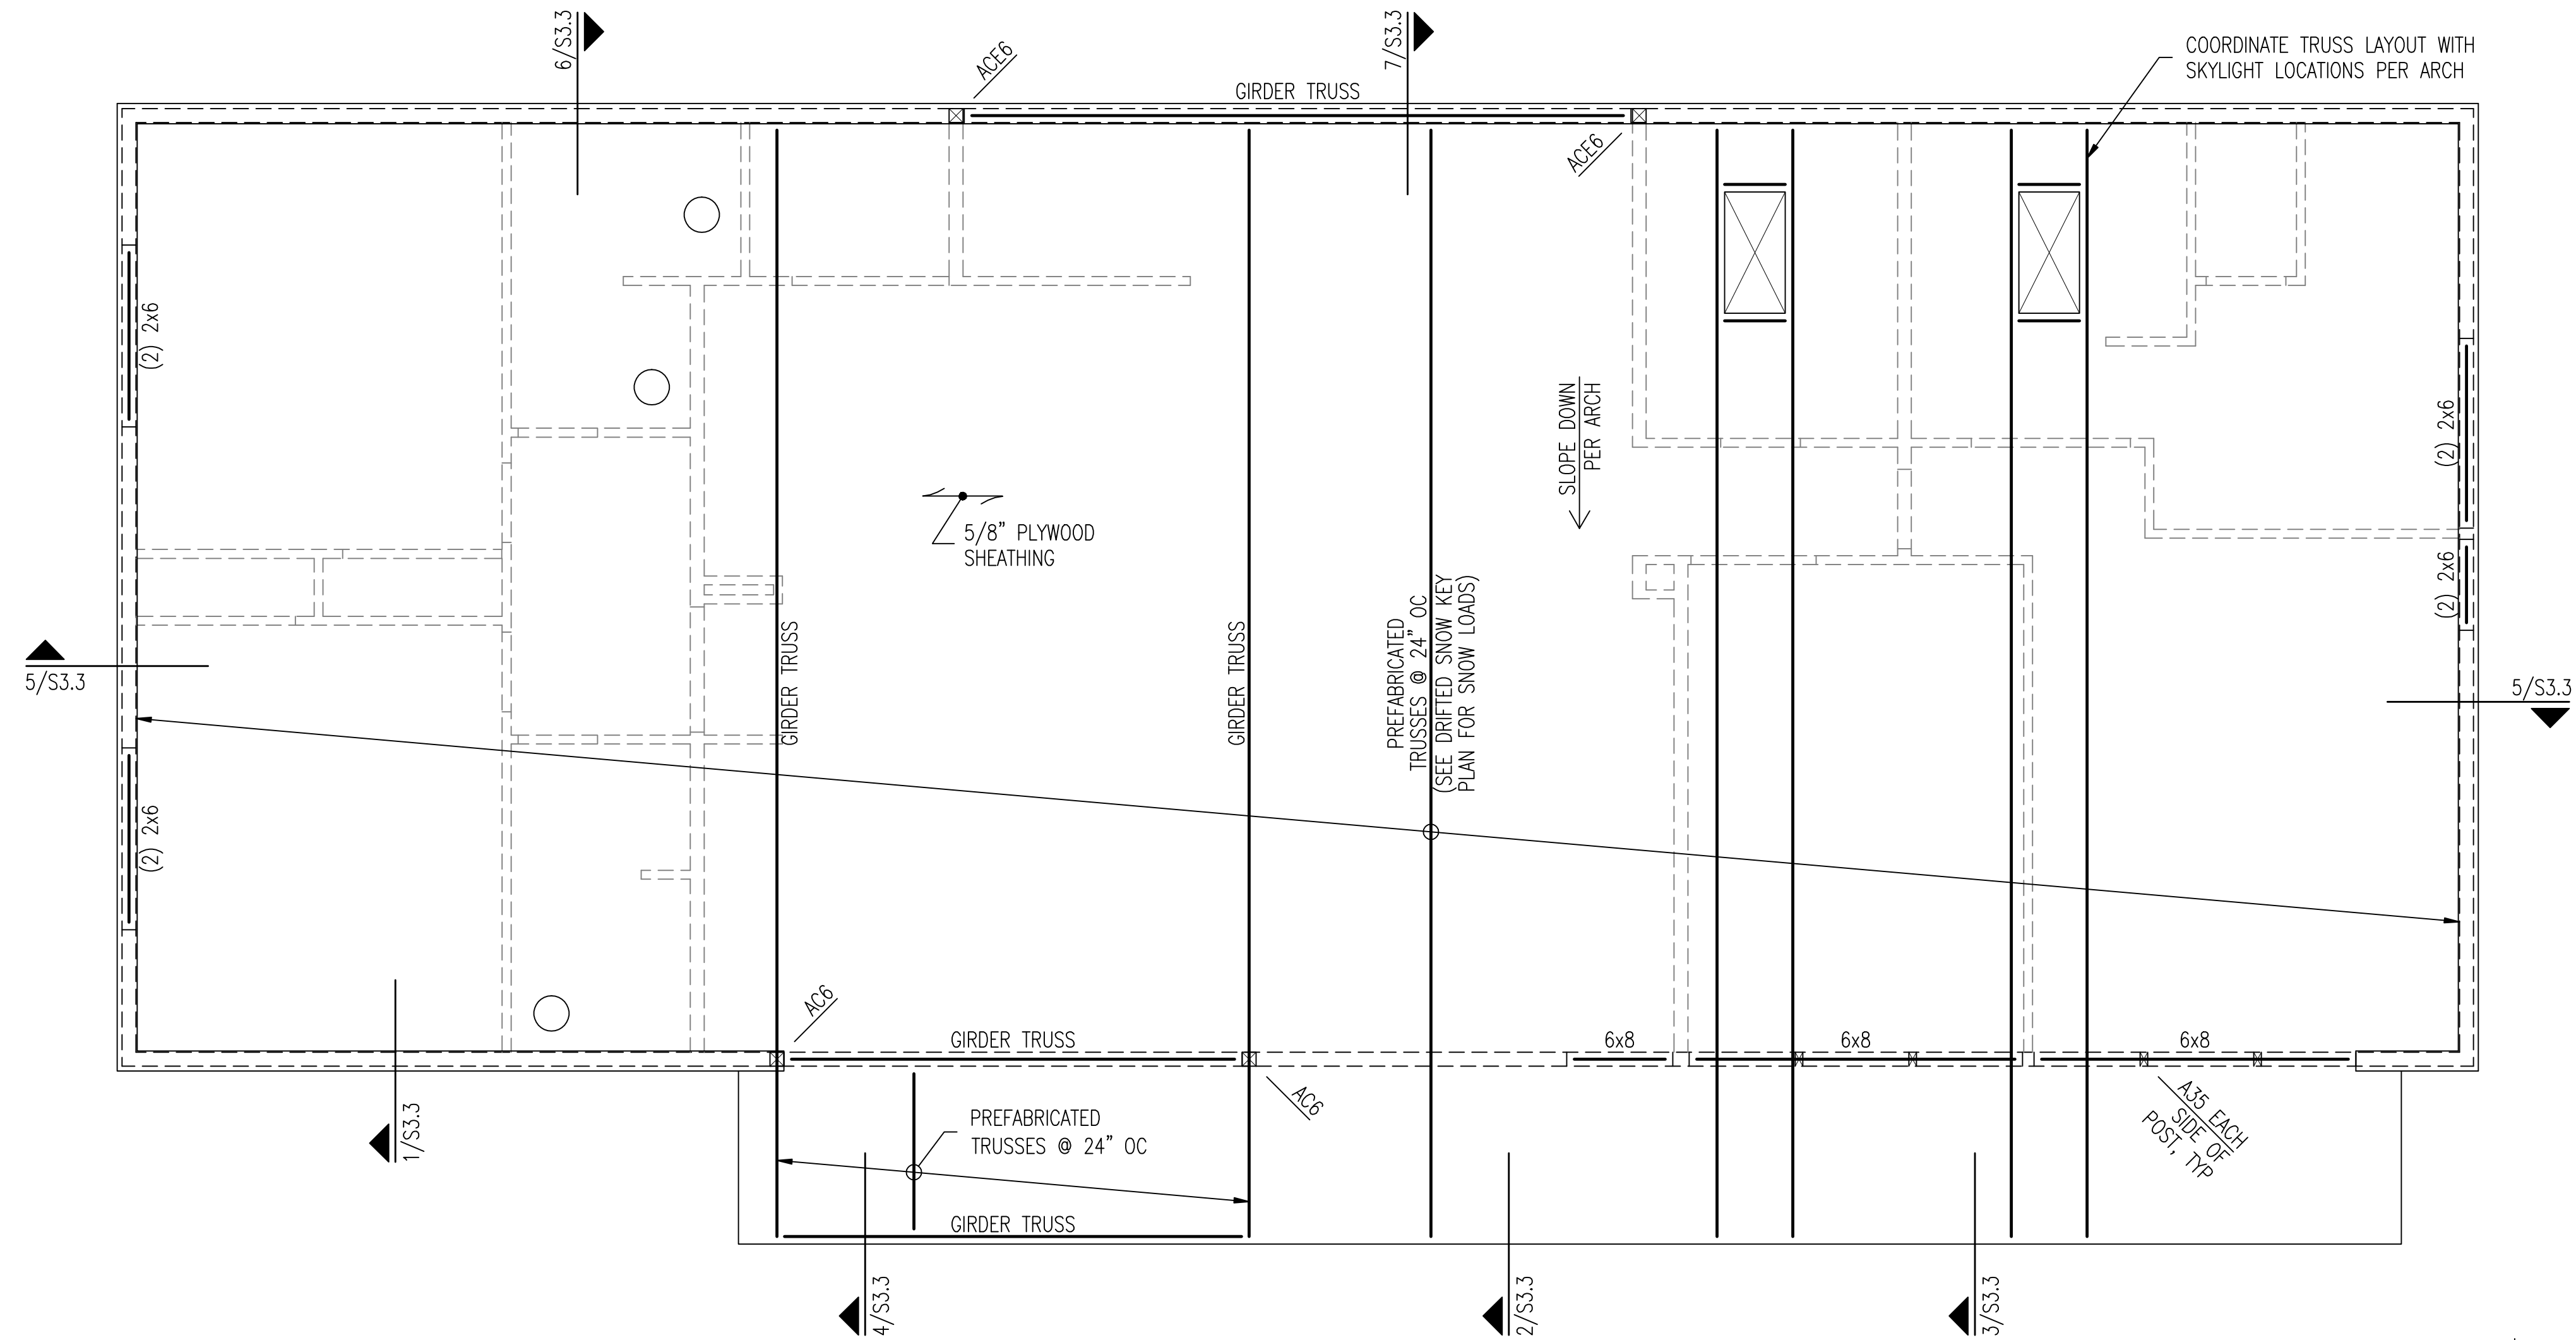 6/S3.3
7/S3.3
COORDINATE TRUSS LAYOUT WITH
SKYLIGHT LOCATIONS PER ARCH
ACE6
GIRDER TRUSS
ACE6
(2) 2x6
(2) 2x6
SLOPE DOWN
PER ARCH
5/8" PLYWOOD
SHEATHING
(2) 2x6
5/S3.3
GIRDER TRUSS
GIRDER TRUSS
PREFABRICATED
TRUSSES @ 24" OC
(SEE DRIFTED SNOW KEY
PLAN FOR SNOW LOADS)
5/S3.3
(2) 2x6
AC6
GIRDER TRUSS
6x8
6x8
6x8
1/S3.3
PREFABRICATED
TRUSSES @ 24" OC
AC6
A35 EACH
SIDE OF
POST, TYP
GIRDER TRUSS
4/S3.3
2/S3.3
3/S3.3